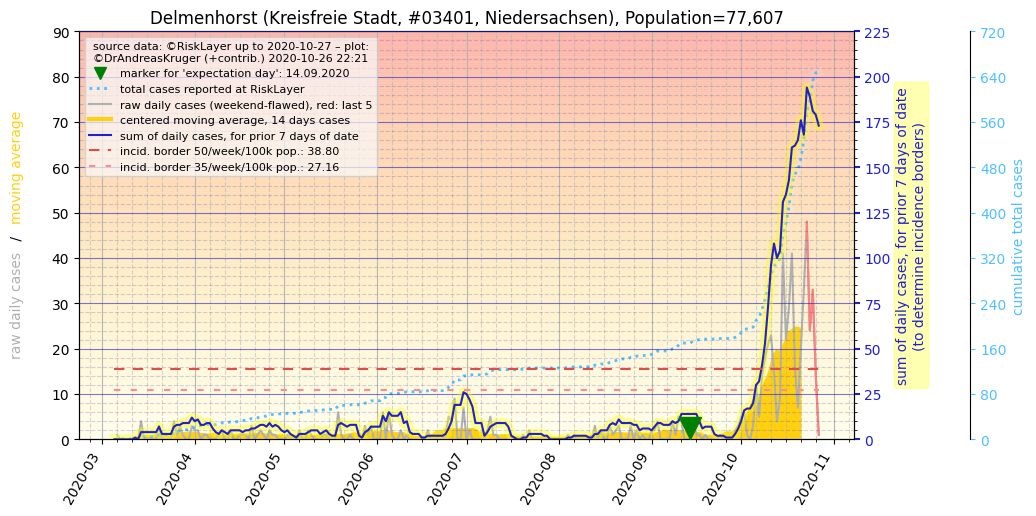 Delmenhorst (Kreisfreie Stadt, #03401, Niedersachsen), Population=77,607
source data: ©RiskLayer up to 2020-10-27 – plot:
©DrAndreasKruger (+contrib.) 2020-10-26 22:21
marker for 'expectation day': 14.09.2020
total cases reported at RiskLayer
raw daily cases (weekend-flawed), red: last 5
centered moving average, 14 days cases
sum of daily cases, for prior 7 days of date
incid. border 50/week/100k pop.: 38.80
incid. border 35/week/100k pop.: 27.16
raw daily cases / moving average
90
80
70
60
50
40
30
20
10
0
2020-03
2020-04
2020-05
2020-06
2020-07
2020-08
2020-09
2020-10
2020-11
225
200
175
150
125
100
75
50
25
0
sum of daily cases, for prior 7 days of date
(to determine incidence borders)
720
640
560
480
400
320
240
160
80
0
cumulative total cases